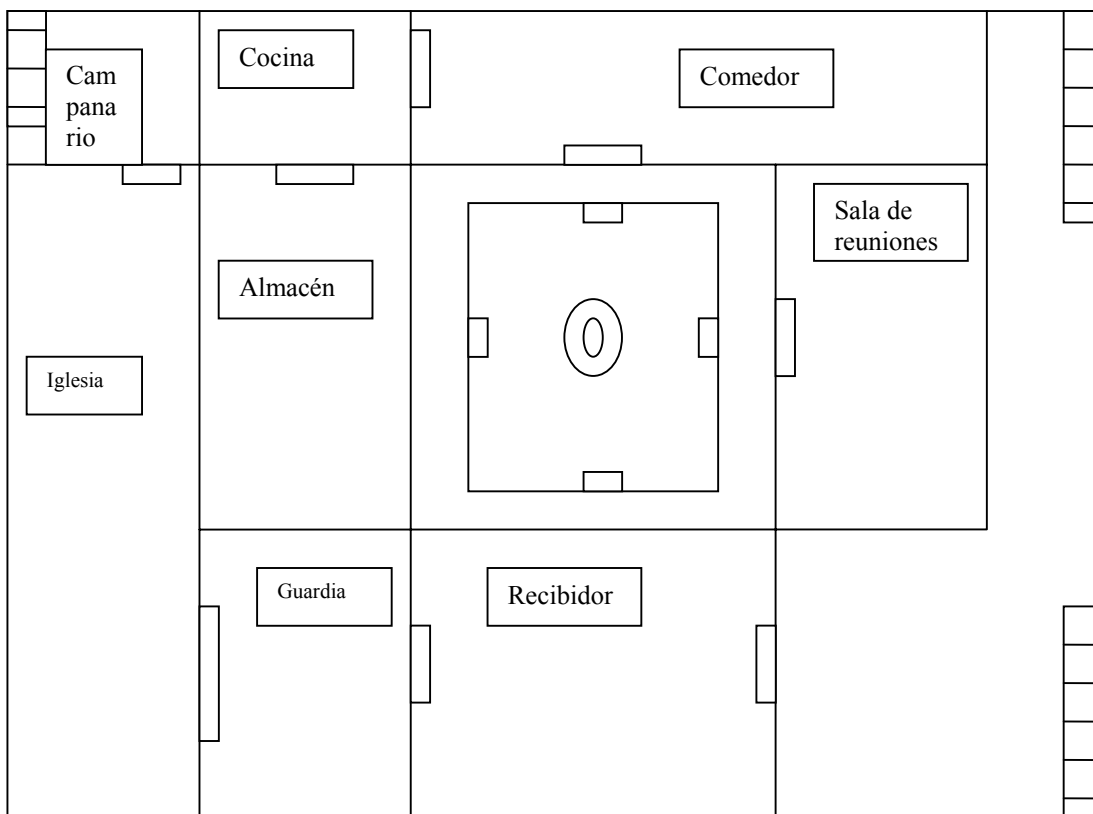 Cam
pana
rio
Cocina
Comedor
Sala de
reuniones
Almacén
Iglesia
Guardia
Recibidor